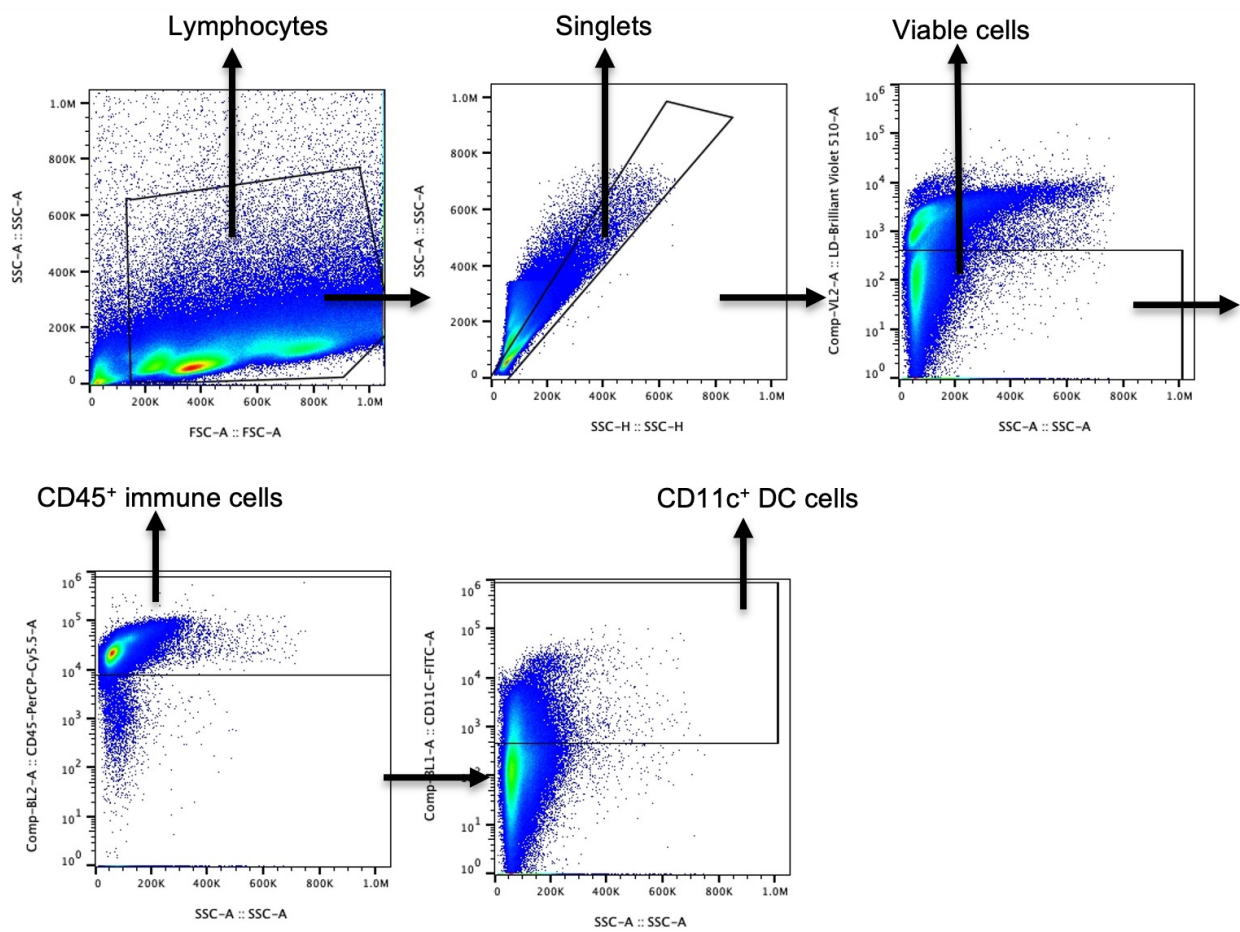 Lymphocytes
Singlets
Viable cells
1.0M
800K
600K
400K
200K
0
SSC-A :: SSC-A
0 200K 400K 600K 800K 1.0M
FSC-A :: FSC-A
1.0M
800K
600K
400K
200K
0
SSC-A :: SSC-A
0 200K 400K 600K 800K 1.0M
SSC-H :: SSC-H
10⁶
10⁵
10⁴
10³
10²
10¹
10⁰
Comp-VL2-A :: LD-Brilliant Violet 510-A
0 200K 400K 600K 800K 1.0M
SSC-A :: SSC-A
CD45⁺ immune cells
CD11c⁺ DC cells
10⁶
10⁵
10⁴
10³
10²
10¹
10⁰
Comp-BL2-A :: CD45-PerCP-Cy5.5-A
0 200K 400K 600K 800K 1.0M
SSC-A :: SSC-A
10⁶
10⁵
10⁴
10³
10¹
10⁰
Comp-BL1-A :: CD11C-FITC-A
0 200K 400K 600K 800K 1.0M
SSC-A :: SSC-A